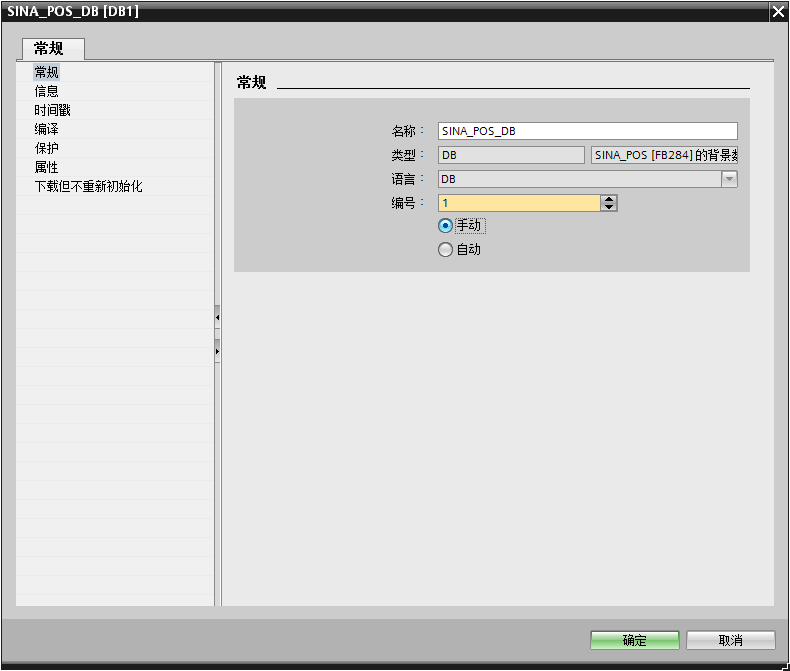 SINA_POS_DB [DB1]
常规
常规
信息
时间戳
编译
保护
属性
下载但不重新初始化
常规
名称：SINA_POS_DB
类型：DB SINA_POS [FB284] 的背景
语言：DB
编号：1
手动
自动
确定 取消